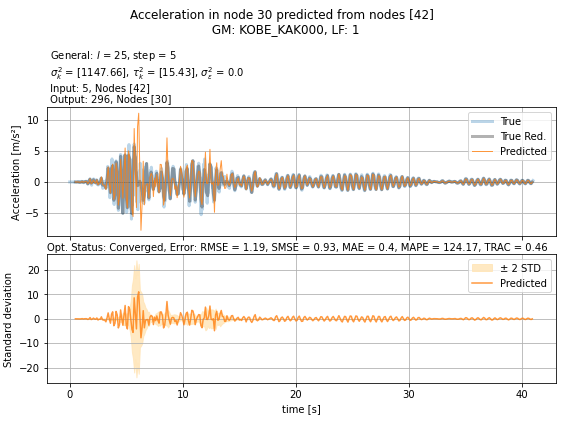 Acceleration in node 30 predicted from nodes [42]
GM: KOBE_KAK000, LF: 1
General: l = 25, step = 5
σ²ₖ = [1147.66], τ²ₖ = [15.43], σ²ε = 0.0
Input: 5, Nodes [42]
Output: 296, Nodes [30]
Acceleration [m/s²]
10
5
0
−5
True
True Red.
Predicted
Opt. Status: Converged, Error: RMSE = 1.19, SMSE = 0.93, MAE = 0.4, MAPE = 124.17, TRAC = 0.46
Standard deviation
20
10
0
−10
−20
± 2 STD
Predicted
0 10 20 30 40
time [s]